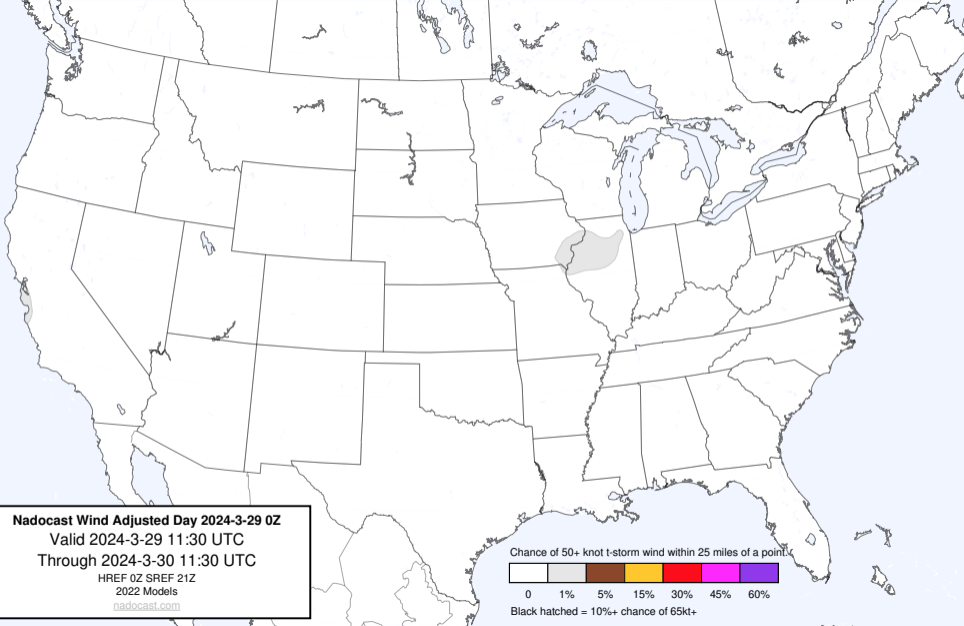 Nadocast Wind Adjusted Day 2024-3-29 0Z
Valid 2024-3-29 11:30 UTC
Through 2024-3-30 11:30 UTC
HREF 0Z SREF 21Z
2022 Models
nadocast.com
Chance of 50+ knot t-storm wind within 25 miles of a point.
0 1% 5% 15% 30% 45% 60%
Black hatched = 10%+ chance of 65kt+